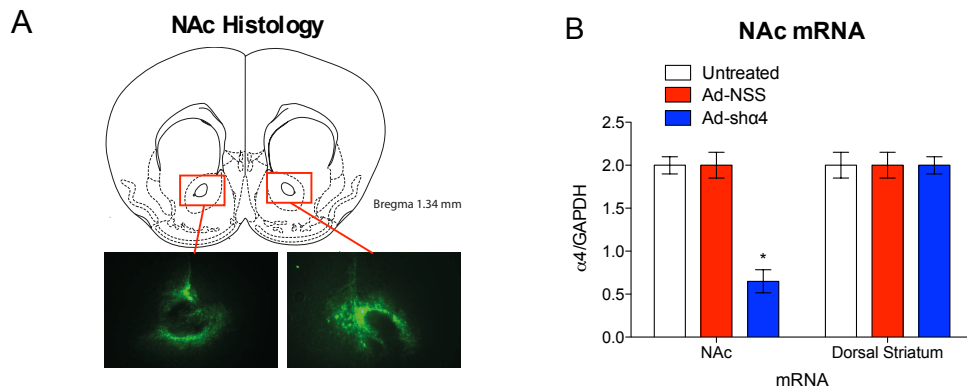 A
NAc Histology
Bregma 1.34 mm
B
NAc mRNA
Untreated
Ad-NSS
Ad-shα4
2.5
2.0
1.5
1.0
0.5
0.0
α4/GAPDH
*
NAc
Dorsal Striatum
mRNA